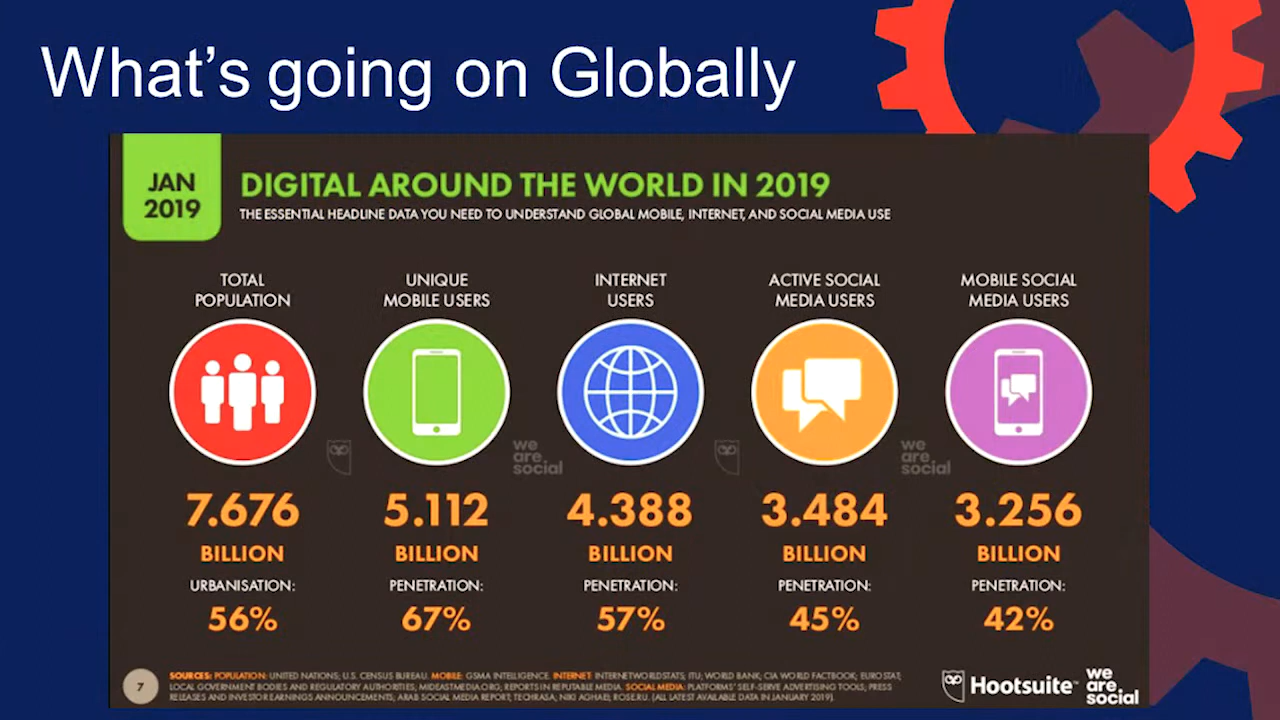 What's going on Globally
JAN
2019
DIGITAL AROUND THE WORLD IN 2019
THE ESSENTIAL HEADLINE DATA YOU NEED TO UNDERSTAND GLOBAL MOBILE, INTERNET, AND SOCIAL MEDIA USE
TOTAL
POPULATION
UNIQUE
MOBILE USERS
INTERNET
USERS
ACTIVE SOCIAL
MEDIA USERS
MOBILE SOCIAL
MEDIA USERS
we
are.
social
we
are.
social
7.676
BILLION
URBANISATION:
56%
5.112
BILLION
PENETRATION:
67%
4.388
BILLION
PENETRATION:
57%
3.484
BILLION
PENETRATION:
45%
3.256
BILLION
PENETRATION:
42%
7
SOURCES: POPULATION: UNITED NATIONS; U.S. CENSUS BUREAU. MOBILE: GSMA INTELLIGENCE. INTERNET: INTERNETWORLDSTATS; ITU; WORLD BANK; CIA WORLD FACTBOOK; EUROSTAT;
LOCAL GOVERNMENT BODIES AND REGULATORY AUTHORITIES; MIDEASTMEDIA.ORG; REPORTS IN REPUTABLE MEDIA. SOCIAL MEDIA: PLATFORMS' SELF-SERVE ADVERTISING TOOLS; PRESS
RELEASES AND INVESTOR EARNINGS ANNOUNCEMENTS; ARAB SOCIAL MEDIA REPORT; TECHRASA; NIKI AGHAEI; ROSE.RU. (ALL LATEST AVAILABLE DATA IN JANUARY 2019).
Hootsuite™
we
are.
social